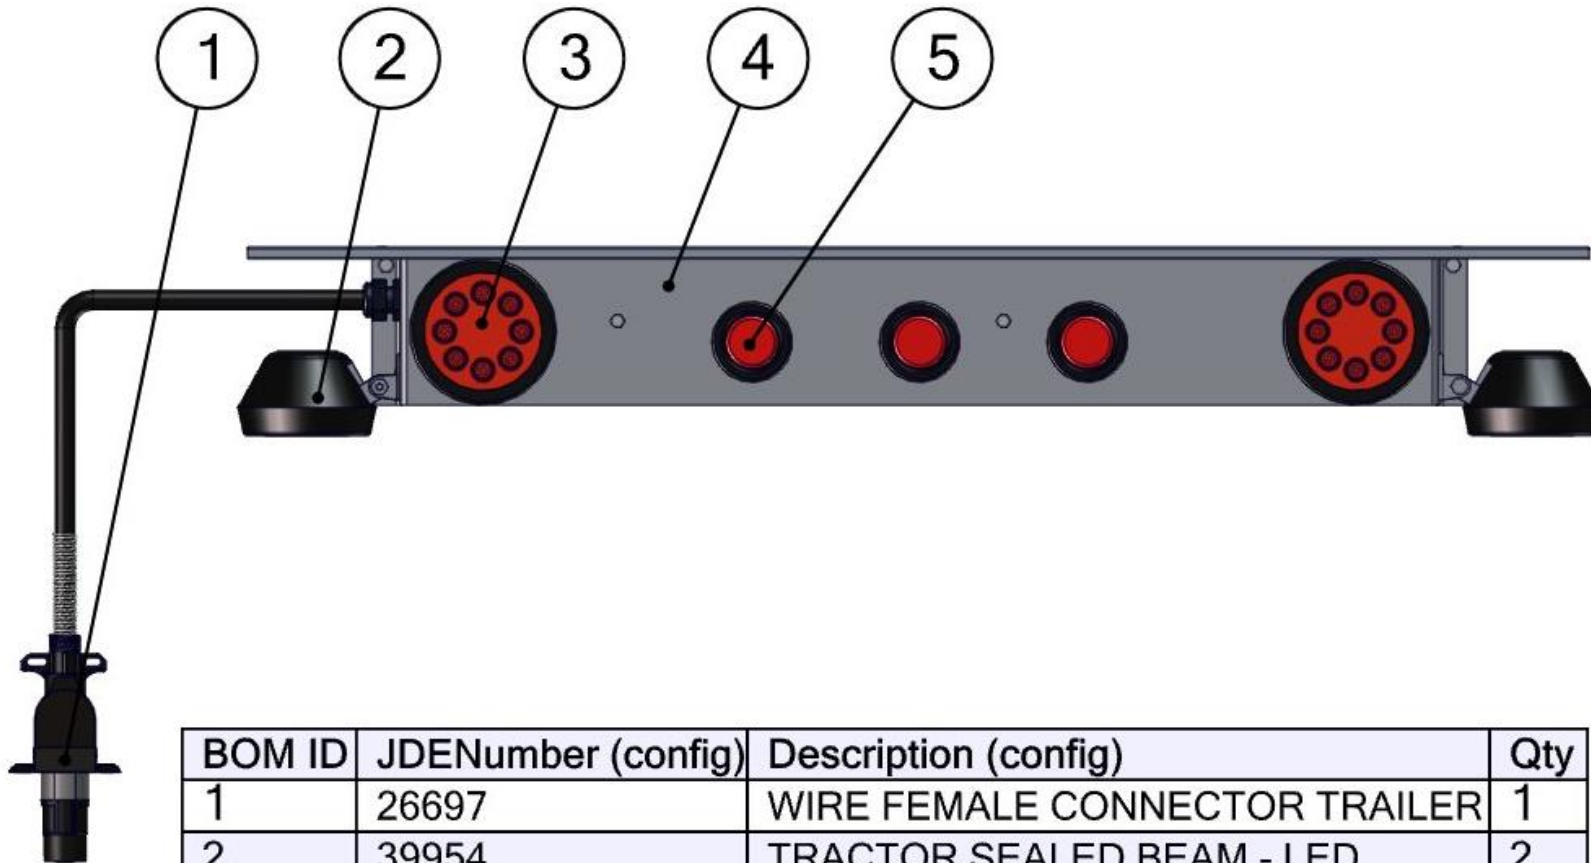 1 2 3 4 5
BOM ID JDENumber (config) Description (config) Qty
1 26697 WIRE FEMALE CONNECTOR TRAILER 1
2 39954 TRACTOR SEALED BEAM - LED 2